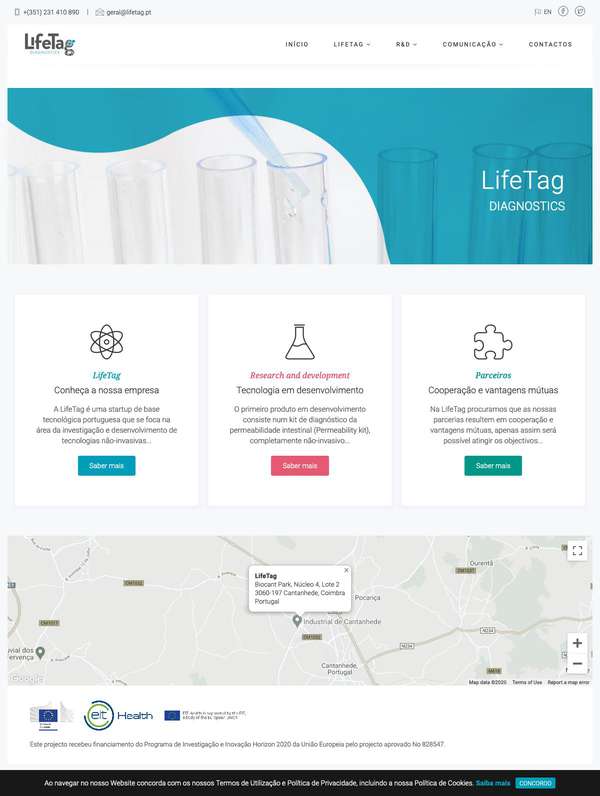 +(351) 231 410 890 | geral@lifetag.pt
EN
LifeTag
DIAGNOSTICS
INÍCIO LIFETAG R&D COMUNICAÇÃO CONTACTOS
LifeTag
DIAGNOSTICS
LifeTag
Conheça a nossa empresa
A LifeTag é uma startup de base
tecnológica portuguesa que se foca na
área da investigação e desenvolvimento de
tecnologias não-invasivas...
Saber mais
Research and development
Tecnologia em desenvolvimento
O primeiro produto em desenvolvimento
consiste num kit de diagnóstico da
permeabilidade intestinal (Permeability kit),
completamente não-invasivo...
Saber mais
Parceiros
Cooperação e vantagens mútuas
Na LifeTag procuramos que as nossas
parcerias resultem em cooperação e
vantagens mútuas, apenas assim será
possível atingir os objectivos...
Saber mais
LifeTag
Biocant Park, Núcleo 4, Lote 2
3060-197 Cantanhede, Coimbra
Portugal
Ourentã
CM1037
CM1031
CM1032
Pocança
Industrial de Cantanhede
N234
N234
Cantanhede,
Portugal
uvial dos
ervença
Google
Map data ©2020 Terms of Use Report a map error
eit Health
Este projecto recebeu financiamento do Programa de Investigação e Inovação Horizon 2020 da União Europeia pelo projecto aprovado No 828547.
Ao navegar no nosso Website concorda com os nossos Termos de Utilização e Política de Privacidade, incluindo a nossa Política de Cookies. Saiba mais CONCORDO